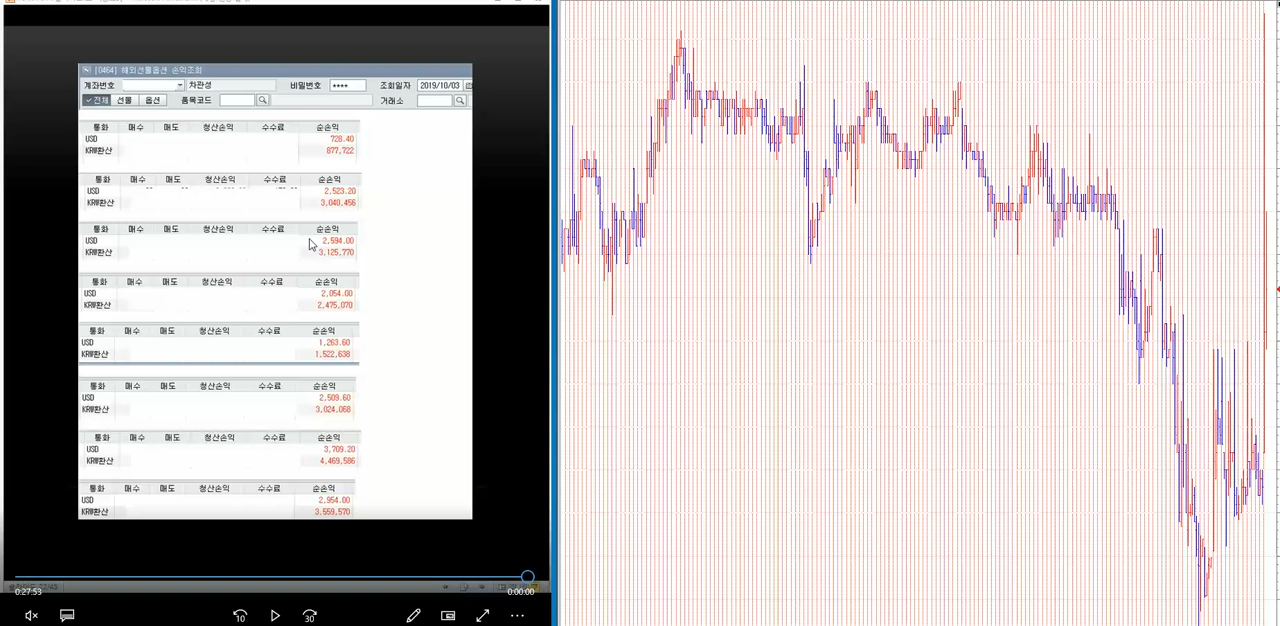 [0464] 해외선물옵션 손익조회
계좌번호 차관성 비밀번호 **** 조회일자 2019/10/03
전체 선물 옵션 품목코드 거래소
통화 매수 매도 청산손익 수수료 순손익
USD 728.40
KRW환산 877,722
통화 매수 매도 청산손익 수수료 순손익
USD 2,523.20
KRW환산 3,040,456
통화 매수 매도 청산손익 수수료 순손익
USD 2,594.00
KRW환산 3,125,770
통화 매수 매도 청산손익 수수료 순손익
USD 2,054.00
KRW환산 2,475,070
통화 매수 매도 청산손익 수수료 순손익
USD 1,263.60
KRW환산 1,522,638
통화 매수 매도 청산손익 수수료 순손익
USD 2,509.60
KRW환산 3,024,068
통화 매수 매도 청산손익 수수료 순손익
USD 3,709.20
KRW환산 4,469,586
통화 매수 매도 청산손익 수수료 순손익
USD 2,954.00
KRW환산 3,559,570
0:27:53 0:00:00
10 30